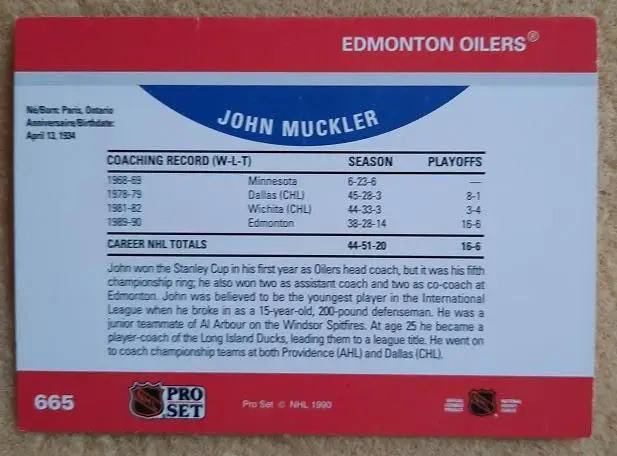 EDMONTON OILERS®
Né/Born: Paris, Ontario
Anniversaire/Birthdate:
April 13, 1934
JOHN MUCKLER
COACHING RECORD (W-L-T) SEASON PLAYOFFS
1968-69 Minnesota 6-23-6 —
1978-79 Dallas (CHL) 45-28-3 8-1
1981-82 Wichita (CHL) 44-33-3 3-4
1989-90 Edmonton 38-28-14 16-6
CAREER NHL TOTALS 44-51-20 16-6
John won the Stanley Cup in his first year as Oilers head coach, but it was his fifth
championship ring; he also won two as assistant coach and two as co-coach at
Edmonton. John was believed to be the youngest player in the International
League when he broke in as a 15-year-old, 200-pound defenseman. He was a
junior teammate of Al Arbour on the Windsor Spitfires. At age 25 he became a
player-coach of the Long Island Ducks, leading them to a league title. He went on
to coach championship teams at both Providence (AHL) and Dallas (CHL).
665
NHL
PRO
SET
Pro Set © NHL 1990
OFFICIAL
LICENSED
PRODUCT
NHL
NATIONAL
HOCKEY
LEAGUE